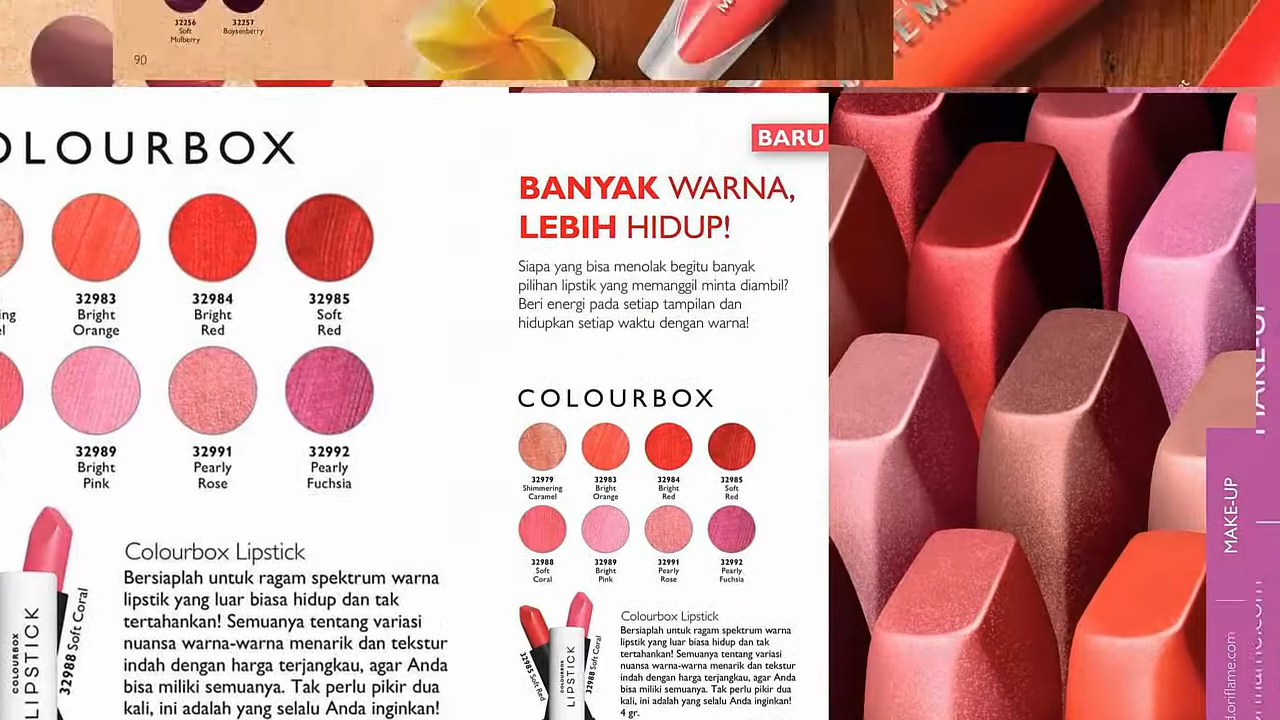 32256
Soft
Mulberry
32257
Boysenberry
90
OLOURBOX
32983
Bright
Orange
32984
Bright
Red
32985
Soft
Red
32989
Bright
Pink
32991
Pearly
Rose
32992
Pearly
Fuchsia
COLOURBOX
LIPSTICK
32988 Soft Coral
Colourbox Lipstick
Bersiaplah untuk ragam spektrum warna
lipstik yang luar biasa hidup dan tak
tertahankan! Semuanya tentang variasi
nuansa warna-warna menarik dan tekstur
indah dengan harga terjangkau, agar Anda
bisa miliki semuanya. Tak perlu pikir dua
kali, ini adalah yang selalu Anda inginkan!
BARU
BANYAK WARNA,
LEBIH HIDUP!
Siapa yang bisa menolak begitu banyak
pilihan lipstik yang memanggil minta diambil?
Beri energi pada setiap tampilan dan
hidupkan setiap waktu dengan warna!
COLOURBOX
32979
Shimmering
Caramel
32983
Bright
Orange
32984
Bright
Red
32985
Soft
Red
32988
Soft
Coral
32989
Bright
Pink
32991
Pearly
Rose
32992
Pearly
Fuchsia
32985 Soft Red
COLOURBOX
LIPSTICK
32988 Soft Coral
Colourbox Lipstick
Bersiaplah untuk ragam spektrum warna
lipstik yang luar biasa hidup dan tak
tertahankan! Semuanya tentang variasi
nuansa warna-warna menarik dan tekstur
indah dengan harga terjangkau, agar Anda
bisa miliki semuanya. Tak perlu pikir dua
kali, ini adalah yang selalu Anda inginkan!
4 gr.
MAKE-UP
MAKE-UP
d.oriflame.com